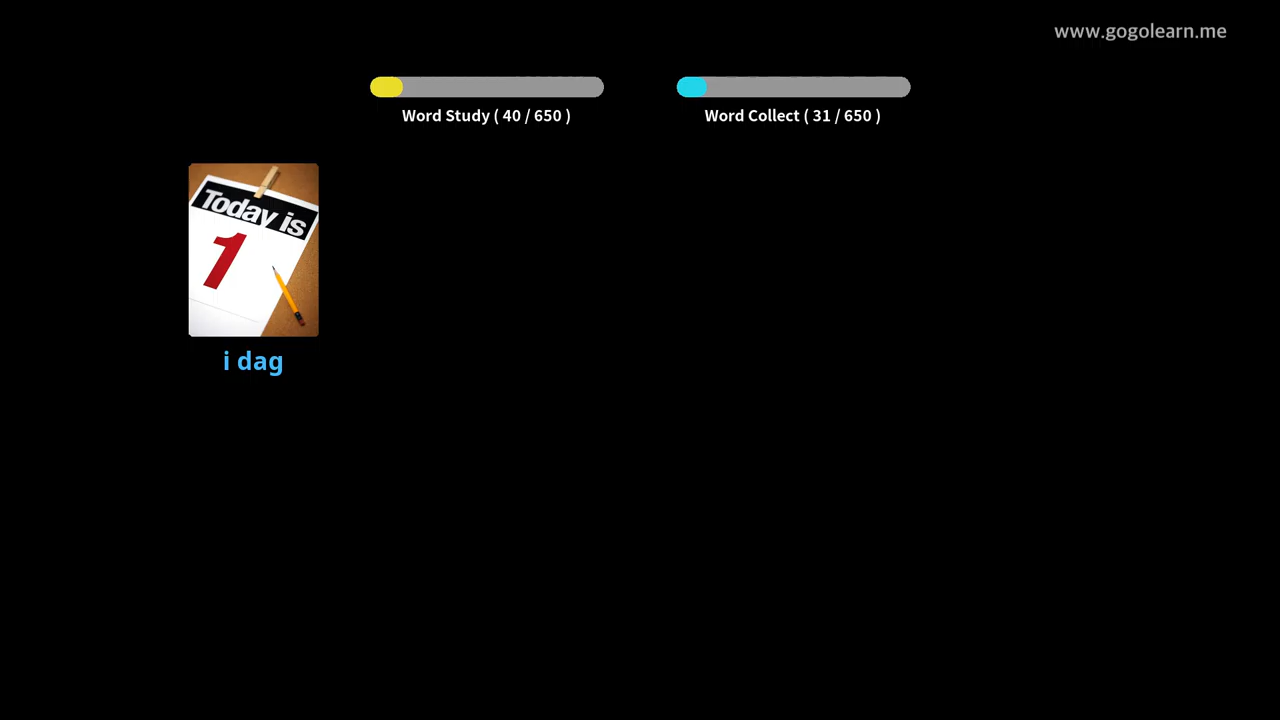 www.gogolearn.me
Word Study ( 40 / 650 )
Word Collect ( 31 / 650 )
Today is
1
i dag